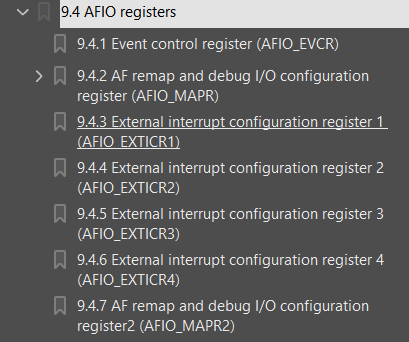 9.4 AFIO registers
9.4.1 Event control register (AFIO_EVCR)
9.4.2 AF remap and debug I/O configuration
register (AFIO_MAPR)
9.4.3 External interrupt configuration register 1
(AFIO_EXTICR1)
9.4.4 External interrupt configuration register 2
(AFIO_EXTICR2)
9.4.5 External interrupt configuration register 3
(AFIO_EXTICR3)
9.4.6 External interrupt configuration register 4
(AFIO_EXTICR4)
9.4.7 AF remap and debug I/O configuration
register2 (AFIO_MAPR2)